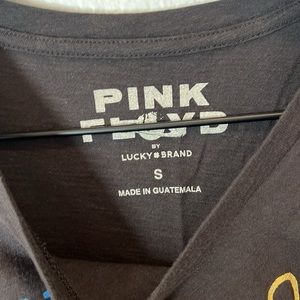 PINK
FLOYD
BY
LUCKY BRAND
S
MADE IN GUATEMALA